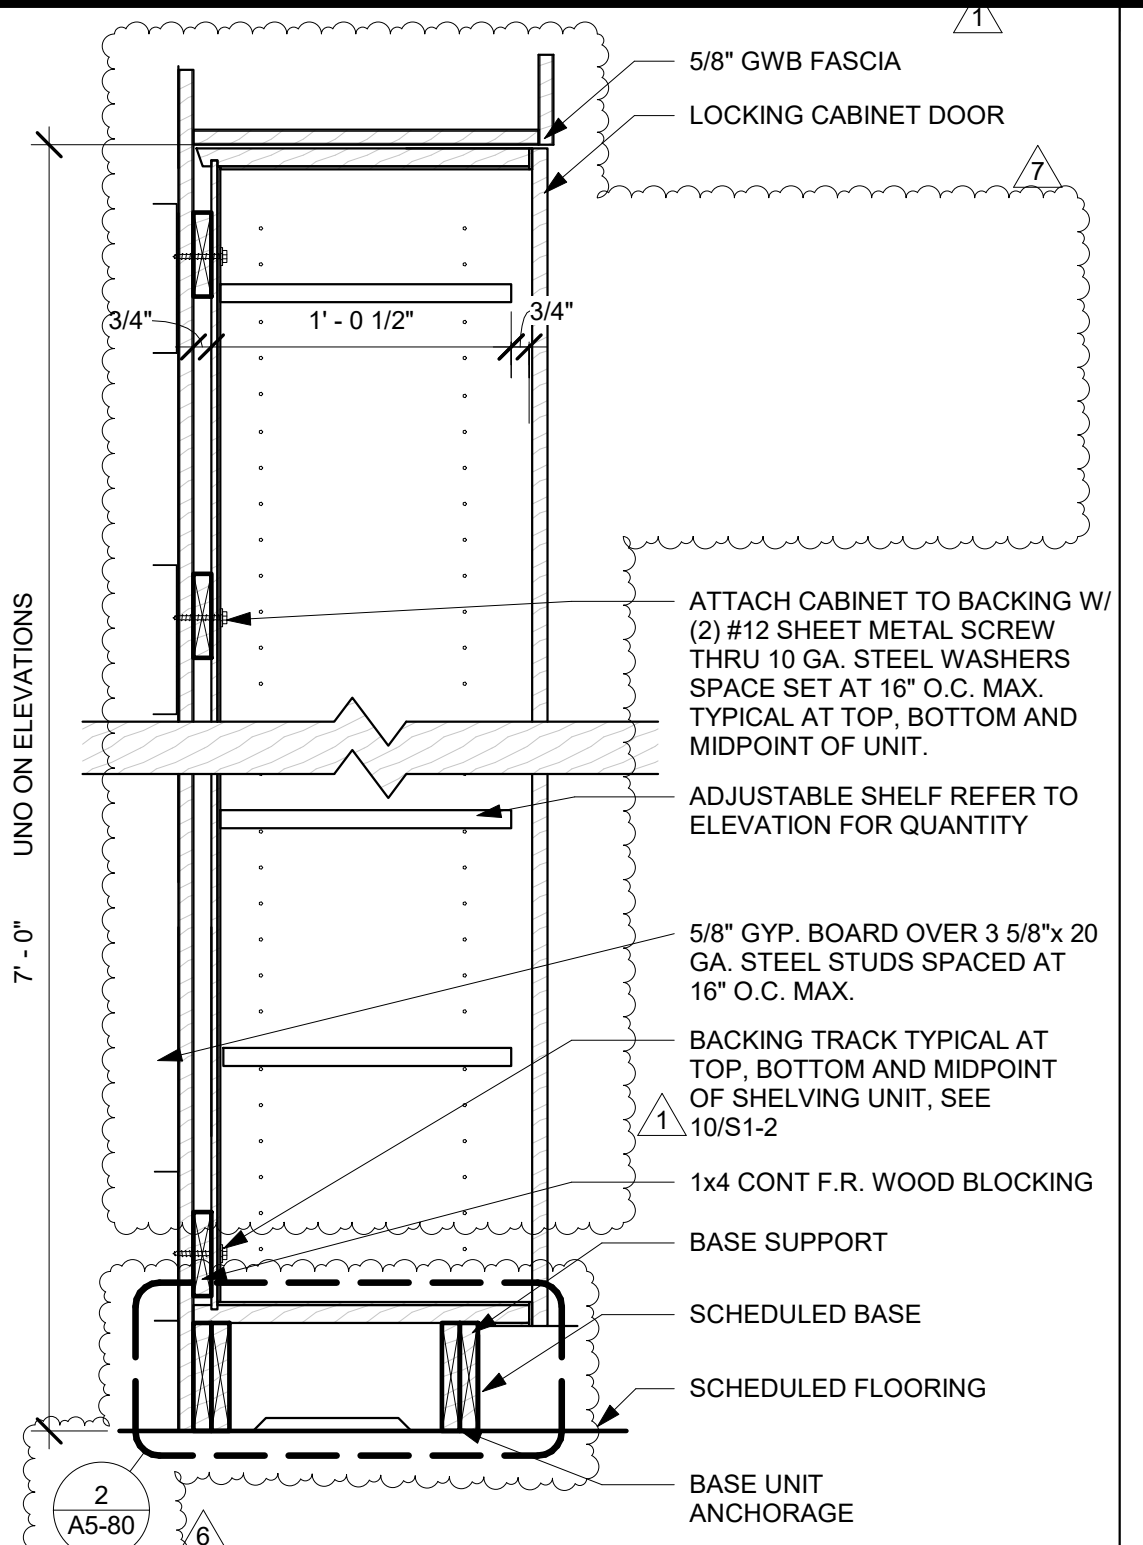 1
5/8" GWB FASCIA
LOCKING CABINET DOOR
7
3/4"
1' - 0 1/2"
3/4"
7' - 0" UNO ON ELEVATIONS
ATTACH CABINET TO BACKING W/
(2) #12 SHEET METAL SCREW
THRU 10 GA. STEEL WASHERS
SPACE SET AT 16" O.C. MAX.
TYPICAL AT TOP, BOTTOM AND
MIDPOINT OF UNIT.
ADJUSTABLE SHELF REFER TO
ELEVATION FOR QUANTITY
5/8" GYP. BOARD OVER 3 5/8"x 20
GA. STEEL STUDS SPACED AT
16" O.C. MAX.
BACKING TRACK TYPICAL AT
TOP, BOTTOM AND MIDPOINT
OF SHELVING UNIT, SEE
10/S1-2
1
1x4 CONT F.R. WOOD BLOCKING
BASE SUPPORT
SCHEDULED BASE
SCHEDULED FLOORING
BASE UNIT
ANCHORAGE
2
A5-80
6